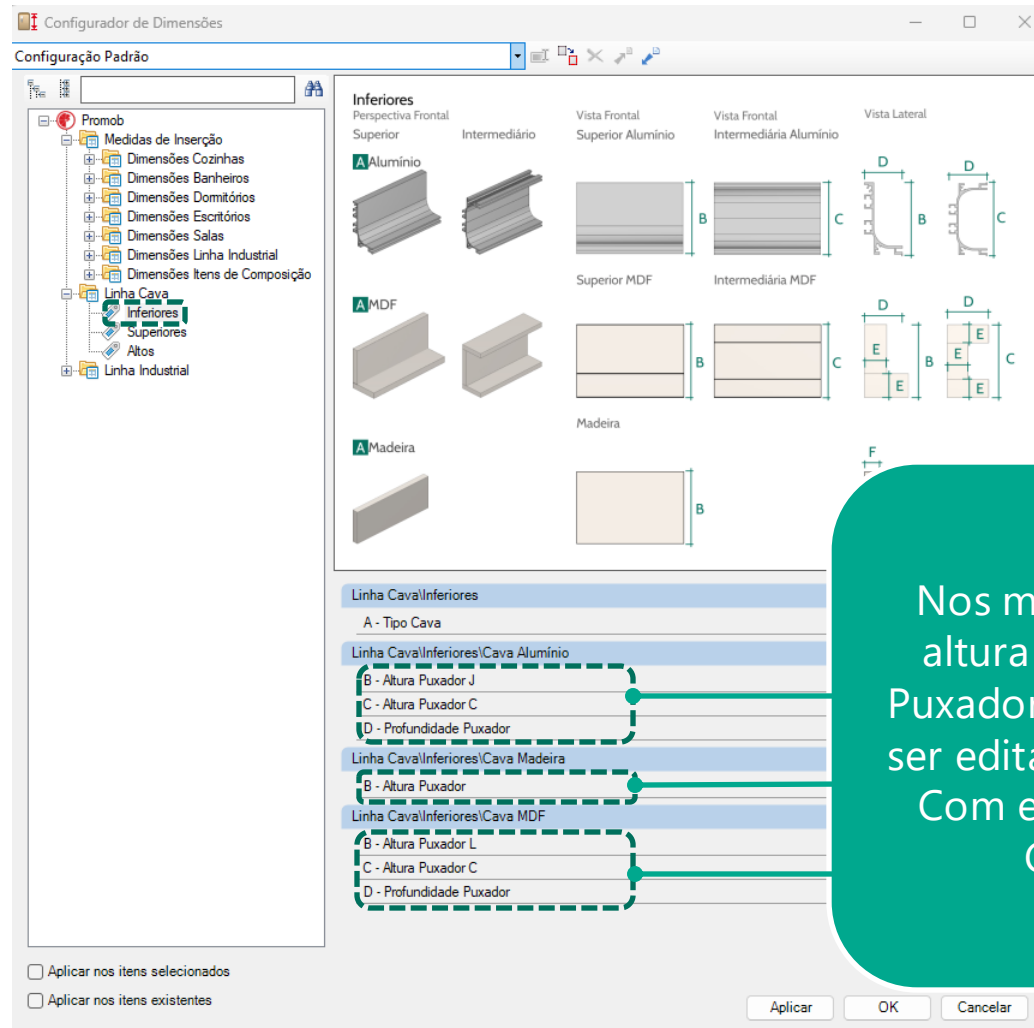 Configurador de Dimensões
Configuração Padrão
Promob
Medidas de Inserção
Dimensões Cozinhas
Dimensões Banheiros
Dimensões Dormitórios
Dimensões Escritórios
Dimensões Salas
Dimensões Linha Industrial
Dimensões Itens de Composição
Linha Cava
Inferiores
Superiores
Altos
Linha Industrial
Inferiores
Perspectiva Frontal
Vista Frontal
Vista Frontal
Vista Lateral
Superior
Intermediário
Superior Alumínio
Intermediária Alumínio
A Alumínio
B
C
D
B
D
C
Superior MDF
Intermediária MDF
A MDF
B
C
D
E
B
E
D
E
E
C
E
Madeira
A Madeira
B
F
Linha Cava\Inferiores
A - Tipo Cava
Linha Cava\Inferiores\Cava Alumínio
B - Altura Puxador J
C - Altura Puxador C
D - Profundidade Puxador
Linha Cava\Inferiores\Cava Madeira
B - Altura Puxador
Linha Cava\Inferiores\Cava MDF
B - Altura Puxador L
C - Altura Puxador C
D - Profundidade Puxador
Nos m
altura
Puxador
ser edita
Com e
Aplicar nos itens selecionados
Aplicar nos itens existentes
Aplicar
OK
Cancelar